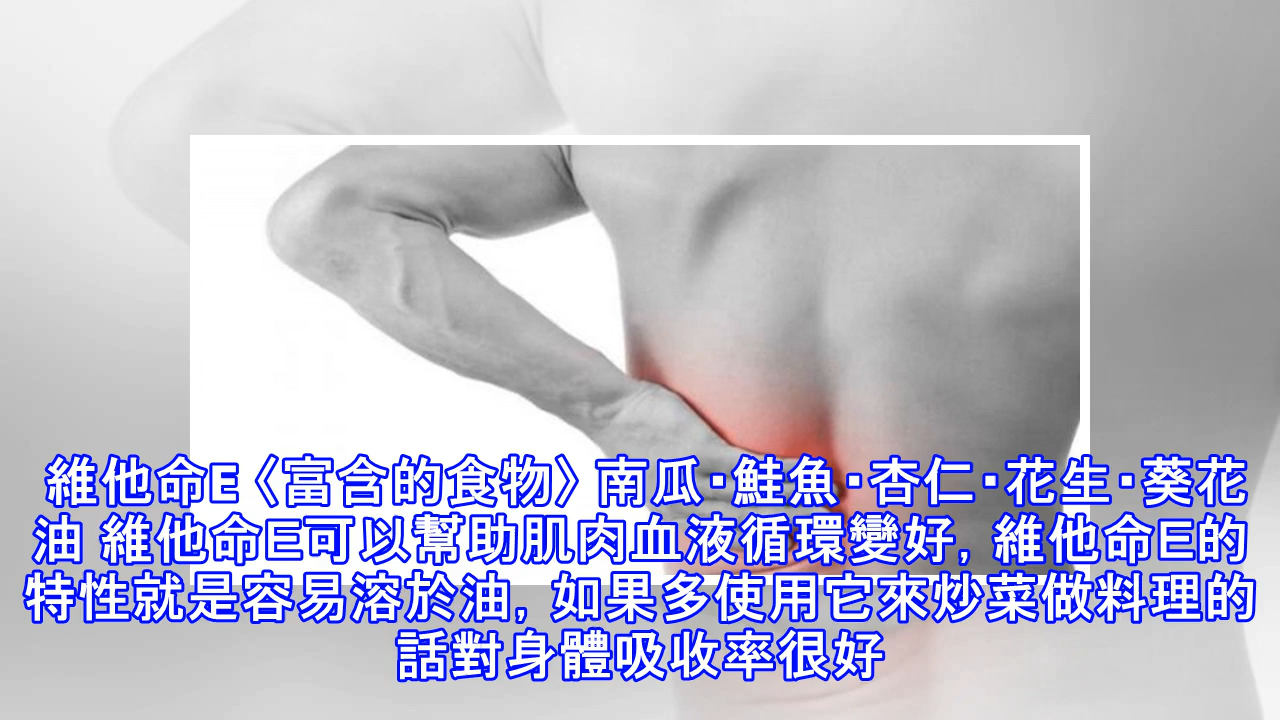 維他命E〈富含的食物〉南瓜·鮭魚·杏仁·花生·葵花
油 維他命E可以幫助肌肉血液循環變好, 維他命E的
特性就是容易溶於油, 如果多使用它來炒菜做料理的
話對身體吸收率很好